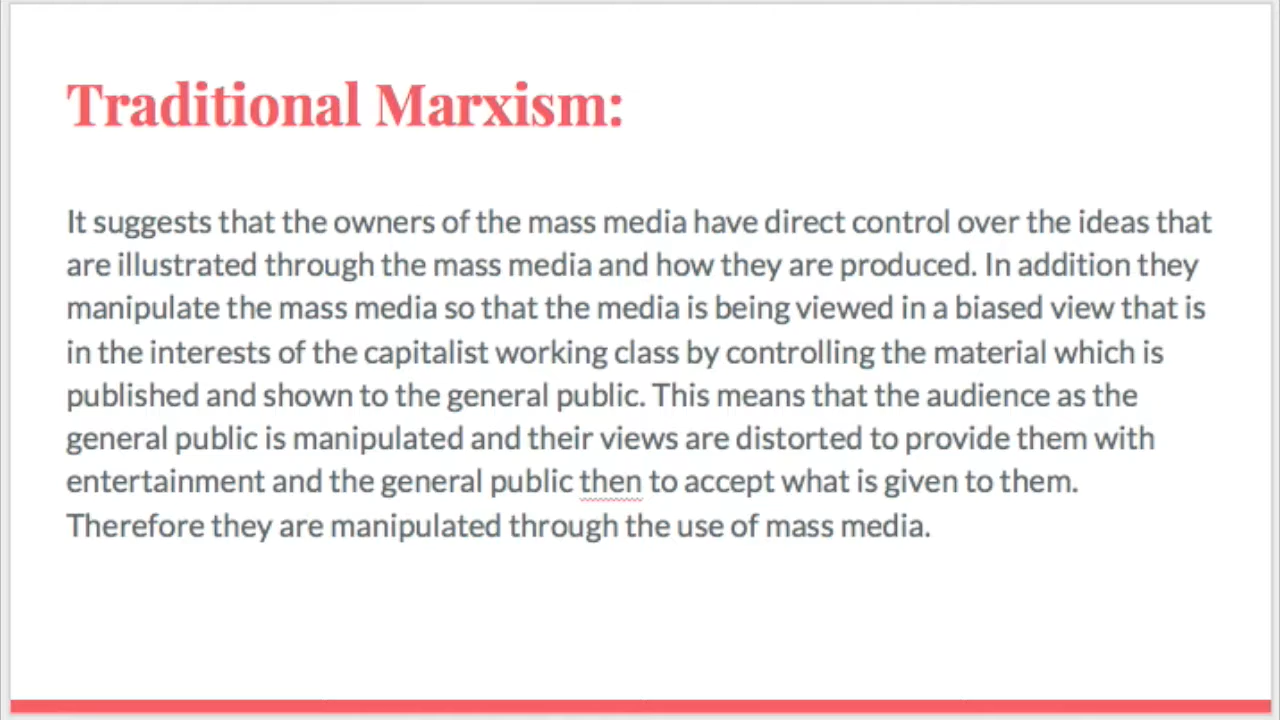 Traditional Marxism:
It suggests that the owners of the mass media have direct control over the ideas that
are illustrated through the mass media and how they are produced. In addition they
manipulate the mass media so that the media is being viewed in a biased view that is
in the interests of the capitalist working class by controlling the material which is
published and shown to the general public. This means that the audience as the
general public is manipulated and their views are distorted to provide them with
entertainment and the general public then to accept what is given to them.
Therefore they are manipulated through the use of mass media.